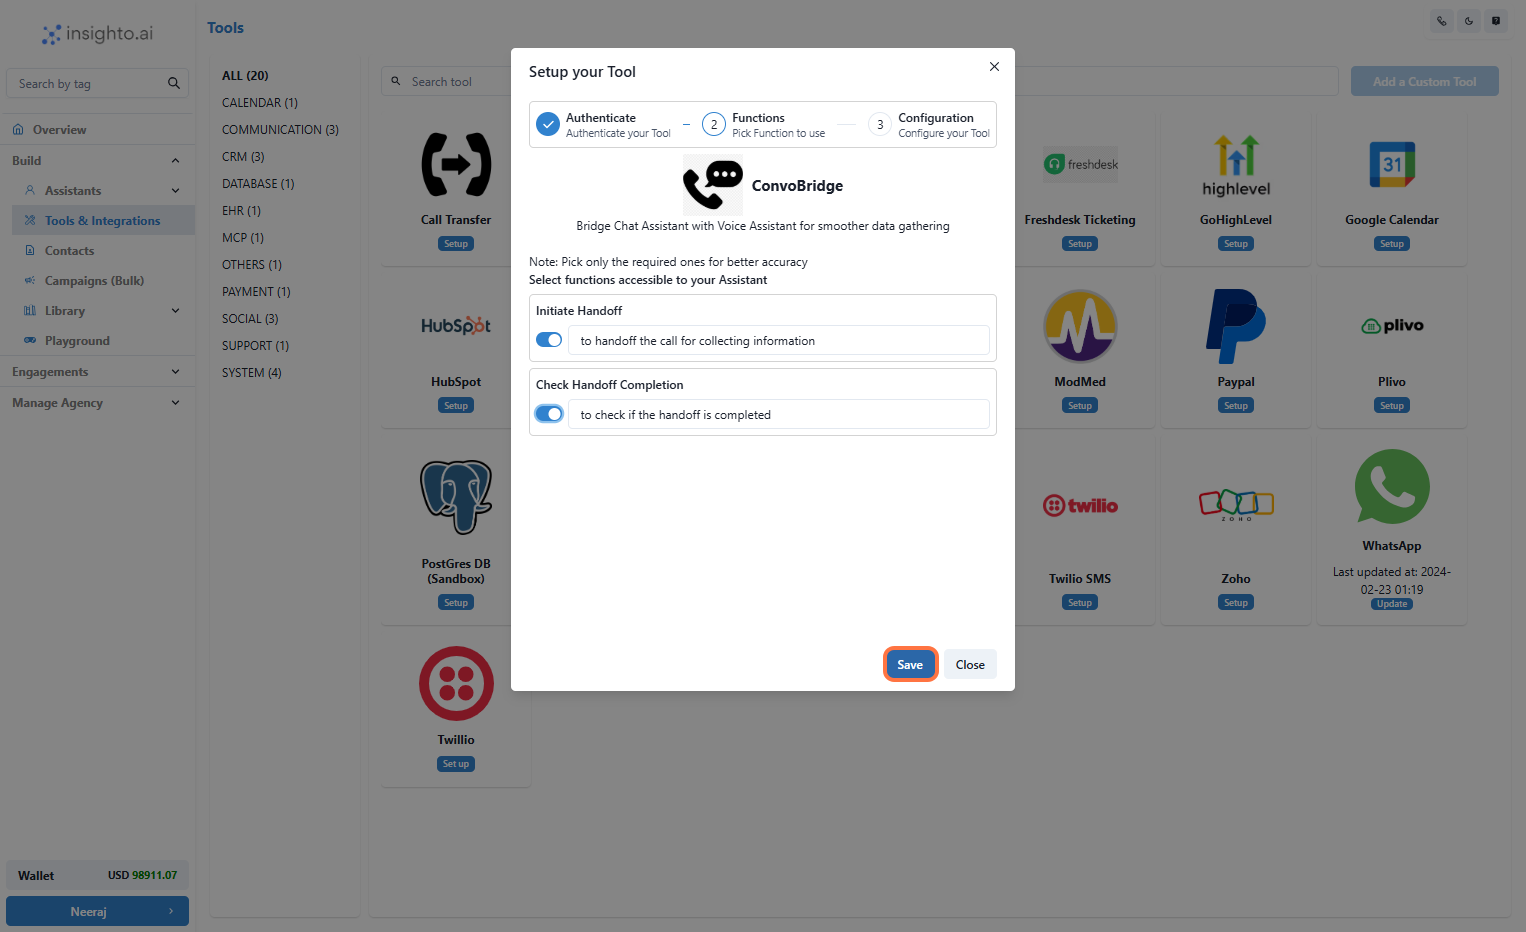 insighto.ai
Search by tag
Overview
Build
Assistants
Tools & Integrations
Contacts
Campaigns (Bulk)
Library
Playground
Engagements
Manage Agency
Wallet USD 98911.07
Neeraj
Tools
ALL (20)
CALENDAR (1)
COMMUNICATION (3)
CRM (3)
DATABASE (1)
EHR (1)
MCP (1)
OTHERS (1)
PAYMENT (1)
SOCIAL (3)
SUPPORT (1)
SYSTEM (4)
Search tool
Add a Custom Tool
Call Transfer
Setup
freshdesk
Freshdesk Ticketing
Setup
highlevel
GoHighLevel
Setup
31
Google Calendar
Setup
HubSpot
HubSpot
Setup
ModMed
Setup
Paypal
Setup
plivo
Plivo
Setup
PostGres DB
(Sandbox)
Setup
twilio
Twilio SMS
Setup
ZOHO
Zoho
Setup
WhatsApp
Last updated at: 2024-
02-23 01:19
Update
Twillio
Set up
Setup your Tool
Authenticate
Authenticate your Tool
2
Functions
Pick Function to use
3
Configuration
Configure your Tool
ConvoBridge
Bridge Chat Assistant with Voice Assistant for smoother data gathering
Note: Pick only the required ones for better accuracy
Select functions accessible to your Assistant
Initiate Handoff
to handoff the call for collecting information
Check Handoff Completion
to check if the handoff is completed
Save
Close